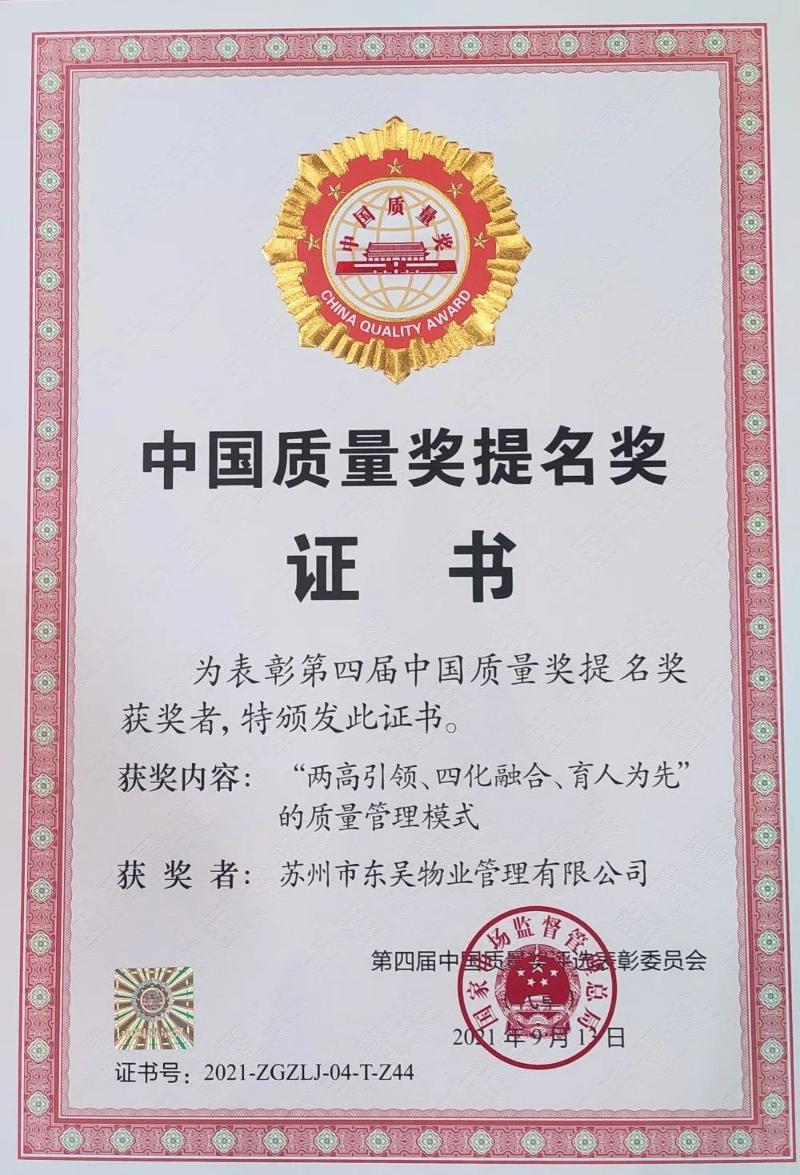 中国质量奖
CHINA QUALITY AWARD
中国质量奖提名奖
证 书
为表彰第四届中国质量奖提名奖
获奖者,特颁发此证书。
获奖内容：“两高引领、四化融合、育人为先”
的质量管理模式
获 奖 者：苏州市东吴物业管理有限公司
第四届中国质量奖评选表彰委员会
国家市场监督管理总局
（代章）
2021年9月13日
证书号：2021-ZGZLJ-04-T-Z44